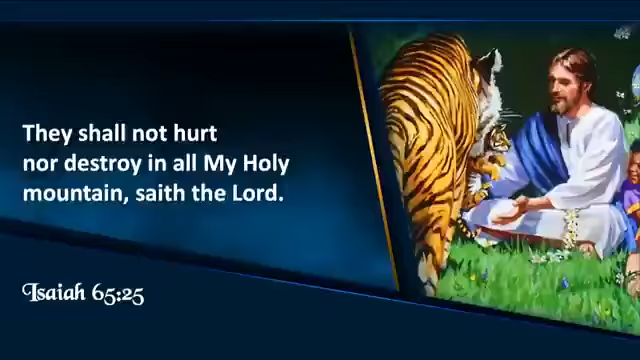 They shall not hurt
nor destroy in all My Holy
mountain, saith the Lord.
Isaiah 65:25